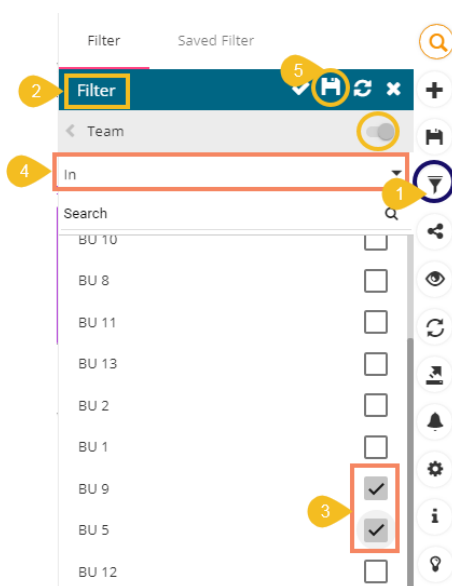 Filter Saved Filter
5
2 Filter
Team
4
In
1
Search
BU 10
BU 8
BU 11
BU 13
BU 2
BU 1
BU 9
3
BU 5
BU 12